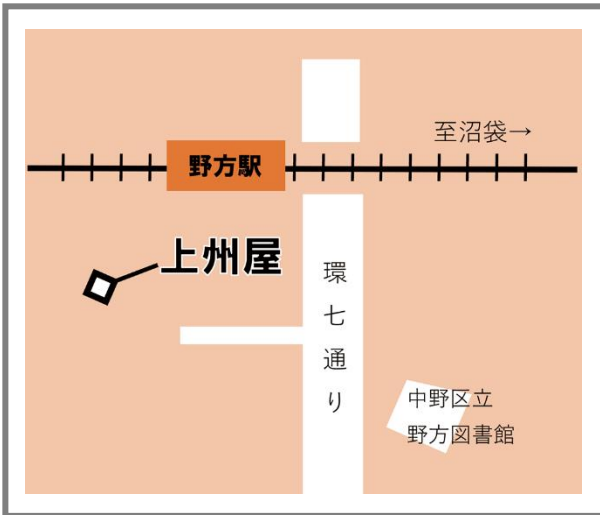 至沼袋→
野方駅
上州屋
環七通り
中野区立
野方図書館